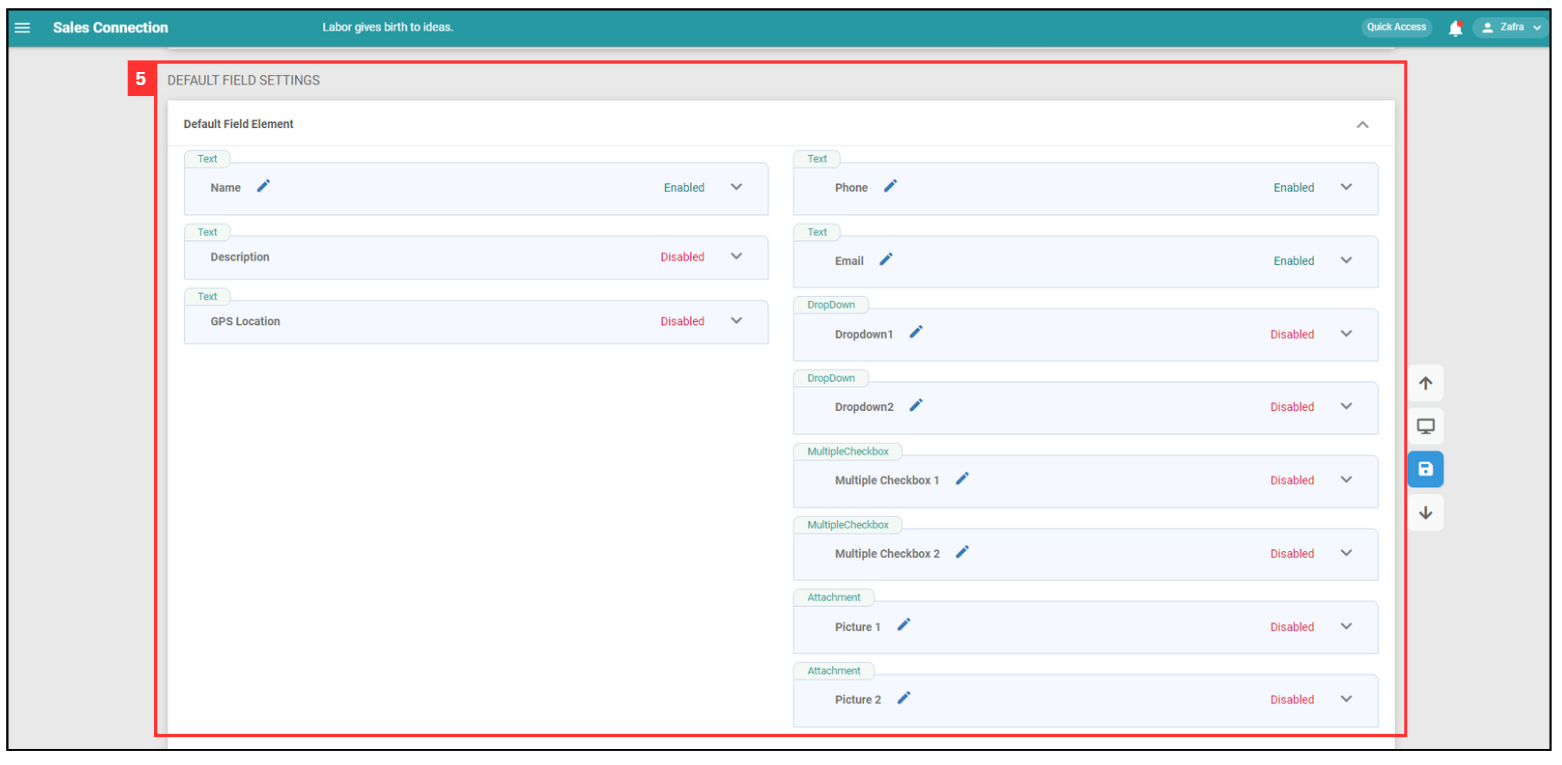 Sales Connection
Labor gives birth to ideas.
Quick Access
Zafra
5
DEFAULT FIELD SETTINGS
Default Field Element
Text
Name
Enabled
Text
Description
Disabled
Text
GPS Location
Disabled
Text
Phone
Enabled
Text
Email
Enabled
DropDown
Dropdown1
Disabled
DropDown
Dropdown2
Disabled
MultipleCheckbox
Multiple Checkbox 1
Disabled
MultipleCheckbox
Multiple Checkbox 2
Disabled
Attachment
Picture 1
Disabled
Attachment
Picture 2
Disabled